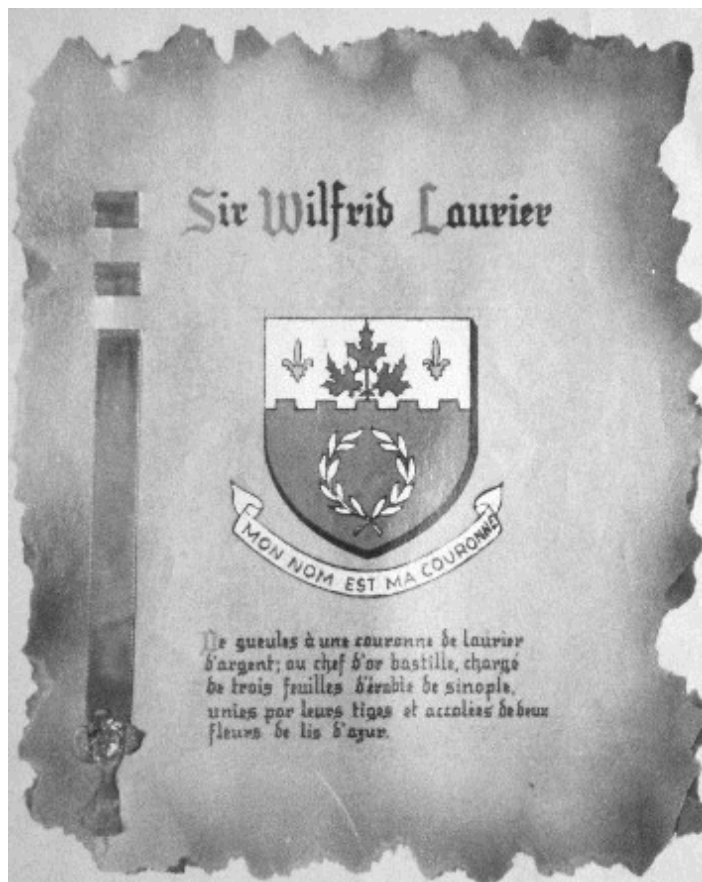 Sir Wilfrid Laurier
MON NOM EST MA COURONNE
De gueules à une couronne de laurier
d'argent; au chef d'or bastille, chargé
de trois feuilles d'érable de sinople,
unies par leurs tiges et accolées de deux
fleurs de lis d'azur.